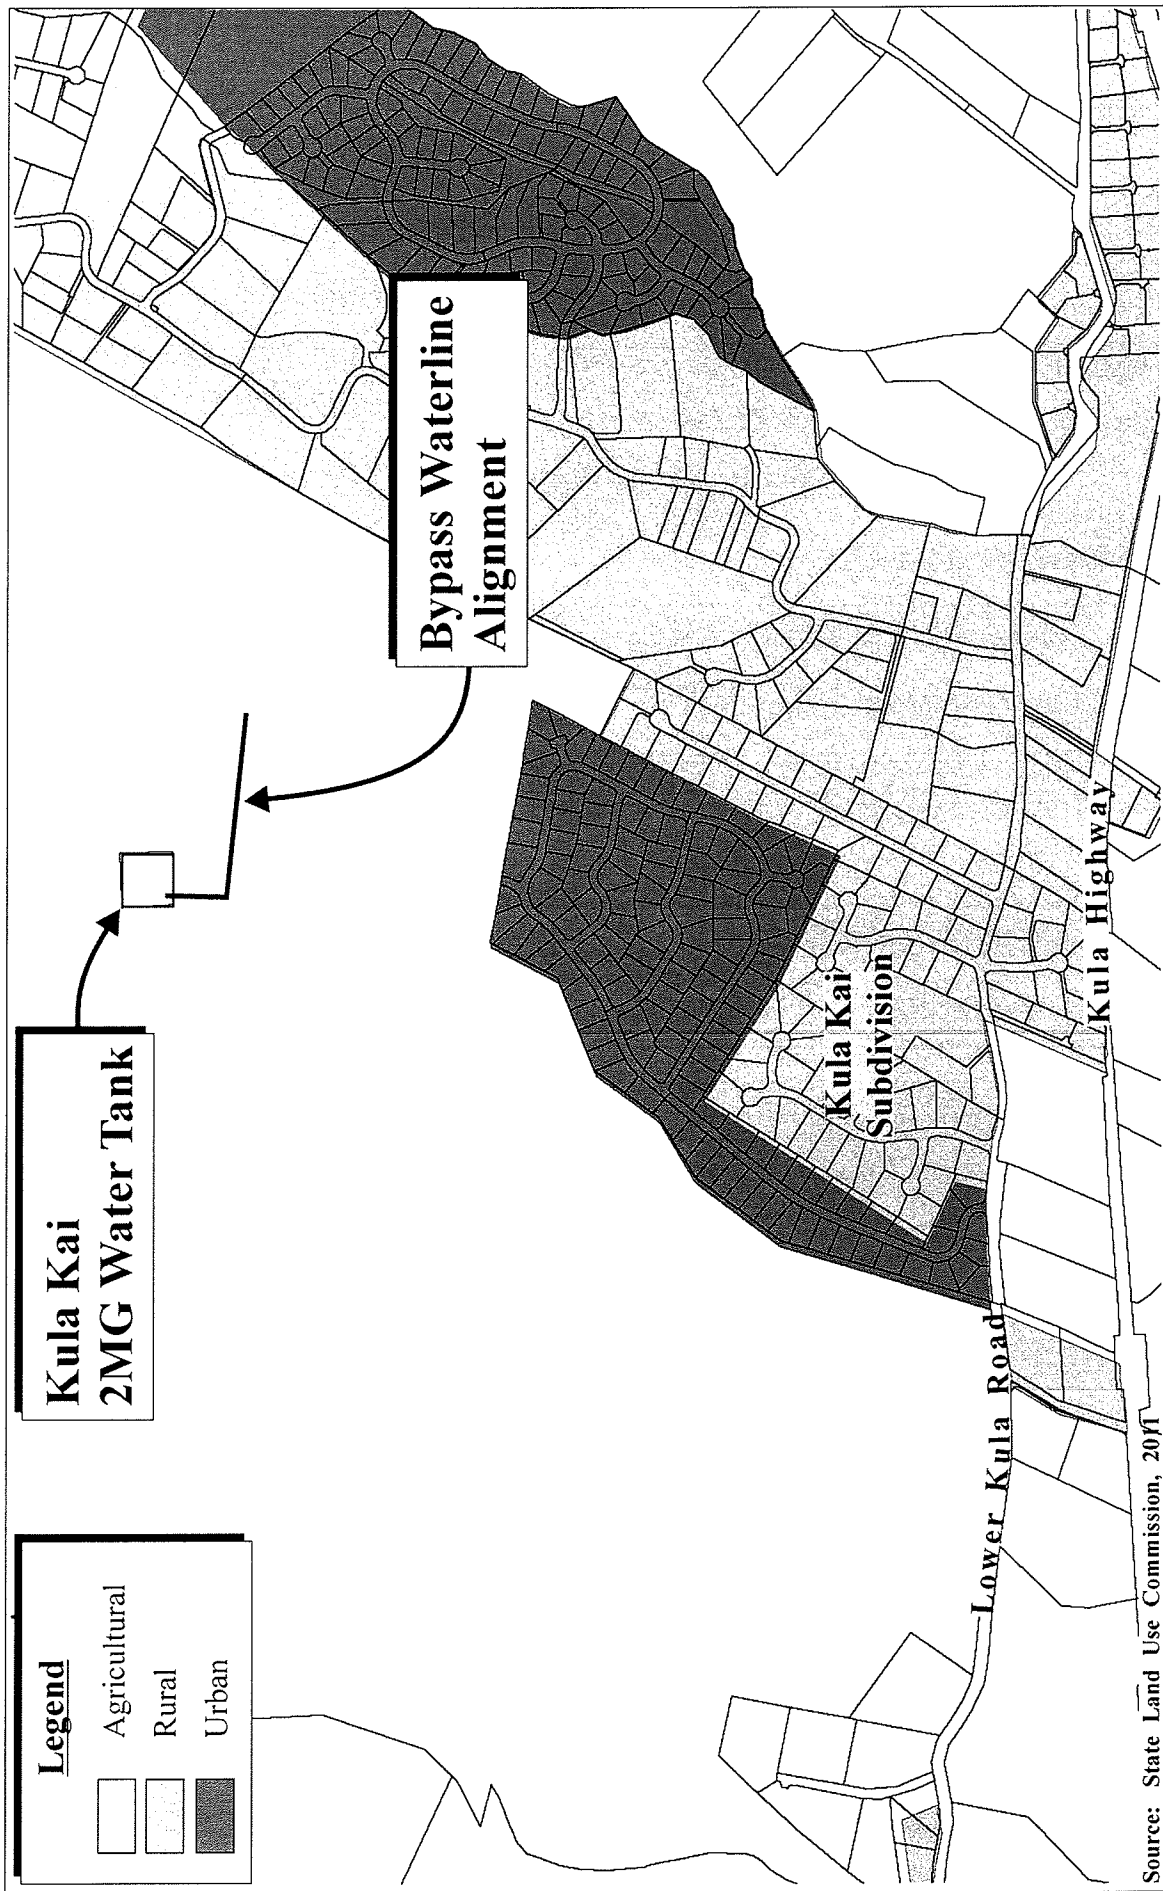 Legend
Agricultural
Rural
Urban
Kula Kai
2MG Water Tank
Bypass Waterline
Alignment
Kula Kai
Subdivision
Lower Kula Road
Kula Highway
Source: State Land Use Commission, 2011